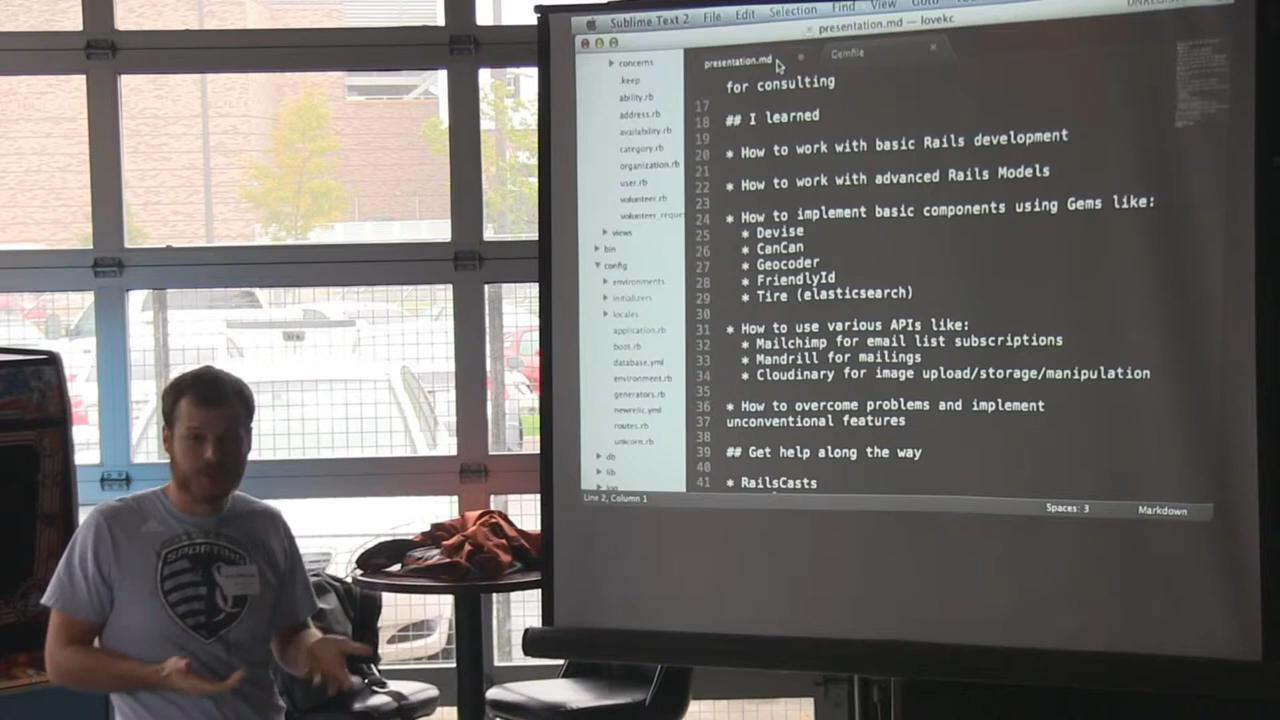 Sublime Text 2 File Edit Selection Find View Goto
presentation.md — lovekc
presentation.md
Gemfile
concerns
.keep
ability.rb
address.rb
availability.rb
category.rb
organization.rb
user.rb
volunteer.rb
volunteer_reque
views
bin
config
environments
initializers
locales
application.rb
boot.rb
database.yml
environment.rb
generators.rb
newrelic.yml
routes.rb
unicorn.rb
db
lib
log
for consulting
17
18 ## I learned
19
20 * How to work with basic Rails development
21
22 * How to work with advanced Rails Models
23
24 * How to implement basic components using Gems like:
25 * Devise
26 * CanCan
27 * Geocoder
28 * FriendlyId
29 * Tire (elasticsearch)
30
31 * How to use various APIs like:
32 * Mailchimp for email list subscriptions
33 * Mandrill for mailings
34 * Cloudinary for image upload/storage/manipulation
35
36 * How to overcome problems and implement
37 unconventional features
38
39 ## Get help along the way
40
41 * RailsCasts
Line 2, Column 1
Spaces: 3
Markdown
SPORTING